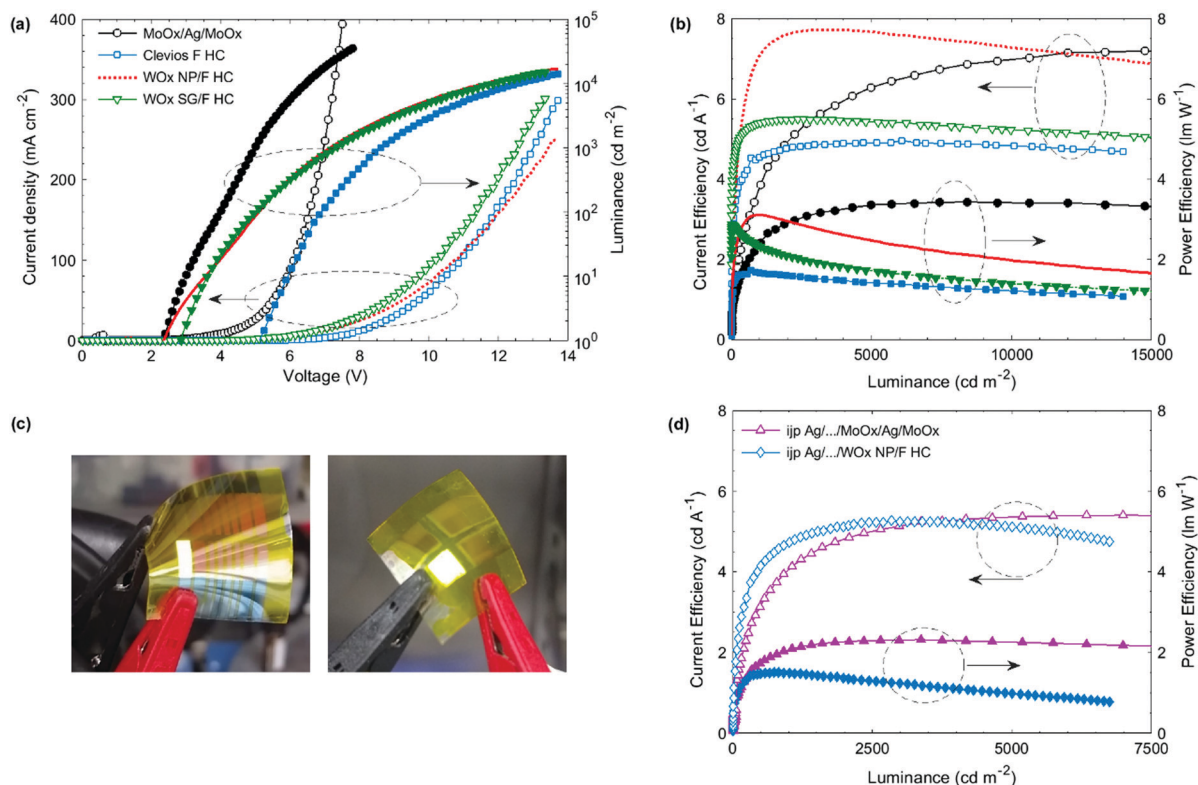 (a)
MoOx/Ag/MoOx
Clevios F HC
WOx NP/F HC
WOx SG/F HC
Current density (mA cm⁻²)
400
300
200
100
0
0 2 4 6 8 10 12 14
Voltage (V)
10⁵
10⁴
10³
10²
10¹
10⁰
Luminance (cd m⁻²)
(b)
Current Efficiency (cd A⁻¹)
8
6
4
2
0
0 5000 10000 15000
Luminance (cd m⁻²)
8
6
4
2
0
Power Efficiency (lm W⁻¹)
(c)
(d)
ijp Ag/.../MoOx/Ag/MoOx
ijp Ag/.../WOx NP/F HC
Current Efficiency (cd A⁻¹)
8
6
4
2
0
0 2500 5000 7500
Luminance (cd m⁻²)
8
6
4
2
0
Power Efficiency (lm W⁻¹)